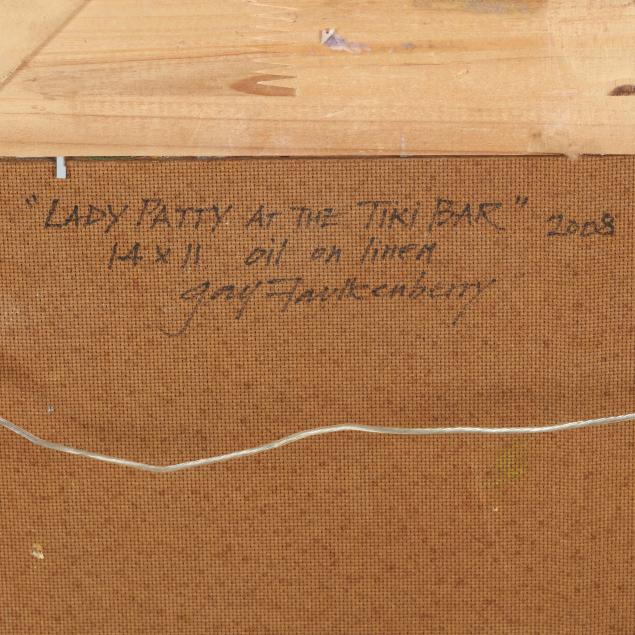 "LADY PATTY AT THE TIKI BAR" 2008
14 x 11 oil on linen
gay Faulkenberry